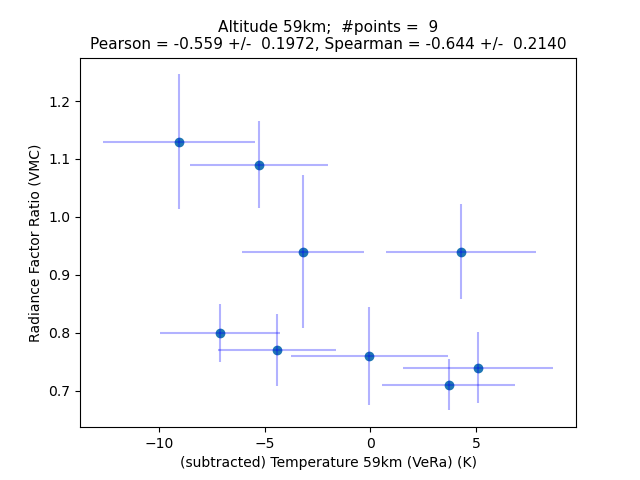 Altitude 59km;  #points =  9
Pearson = -0.559 +/-  0.1972, Spearman = -0.644 +/-  0.2140
1.2
1.1
1.0
0.9
0.8
0.7
Radiance Factor Ratio (VMC)
−10
−5
0
5
(subtracted) Temperature 59km (VeRa) (K)